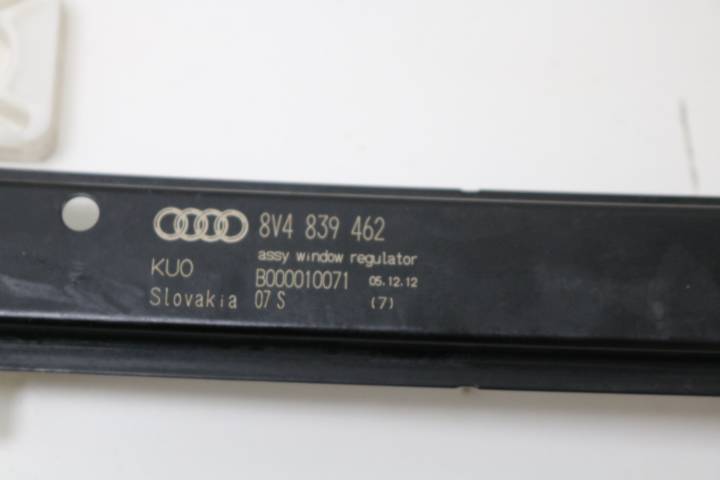 8V4 839 462
assy window regulator
KUO B000010071 05.12.12
Slovakia 07 S (7)